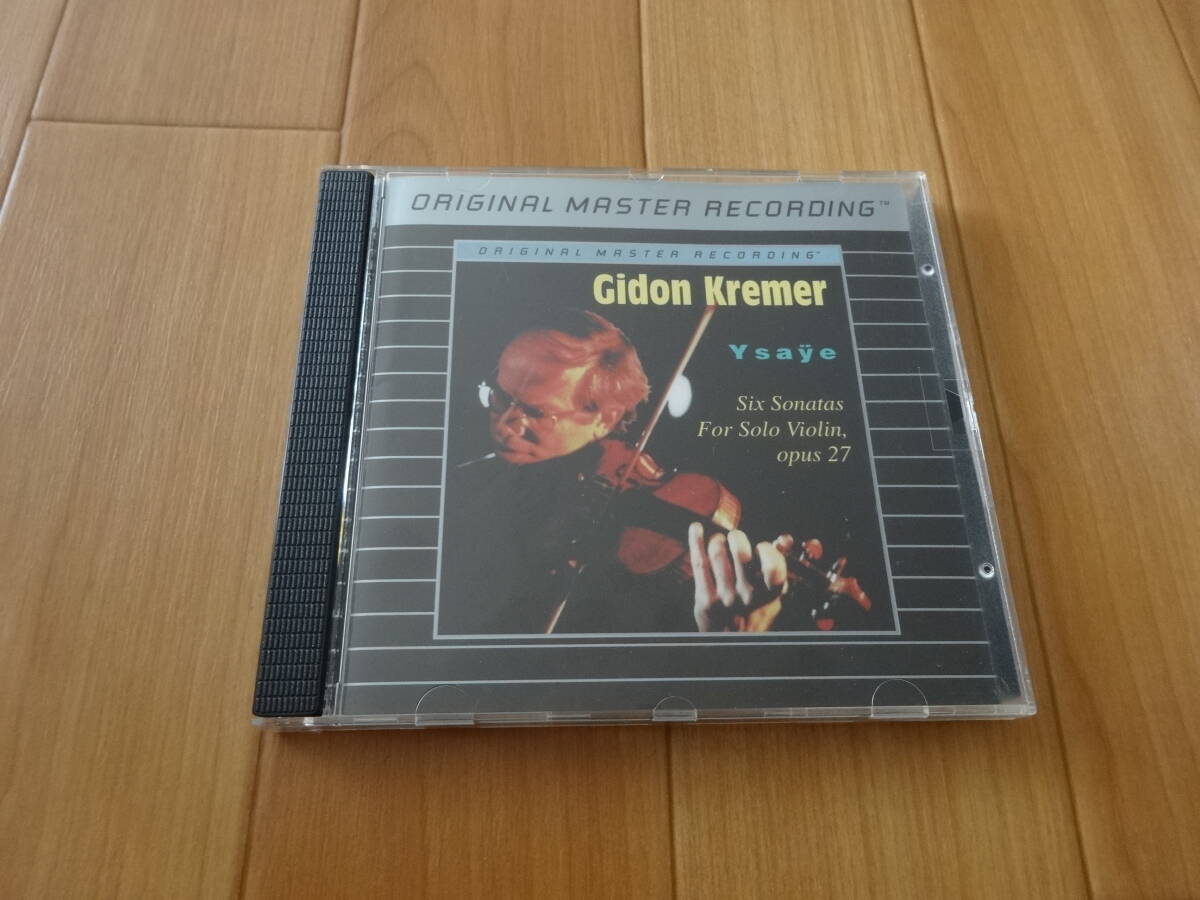 ORIGINAL MASTER RECORDING™
ORIGINAL MASTER RECORDING™
Gidon Kremer
Ysaÿe
Six Sonatas
For Solo Violin,
opus 27